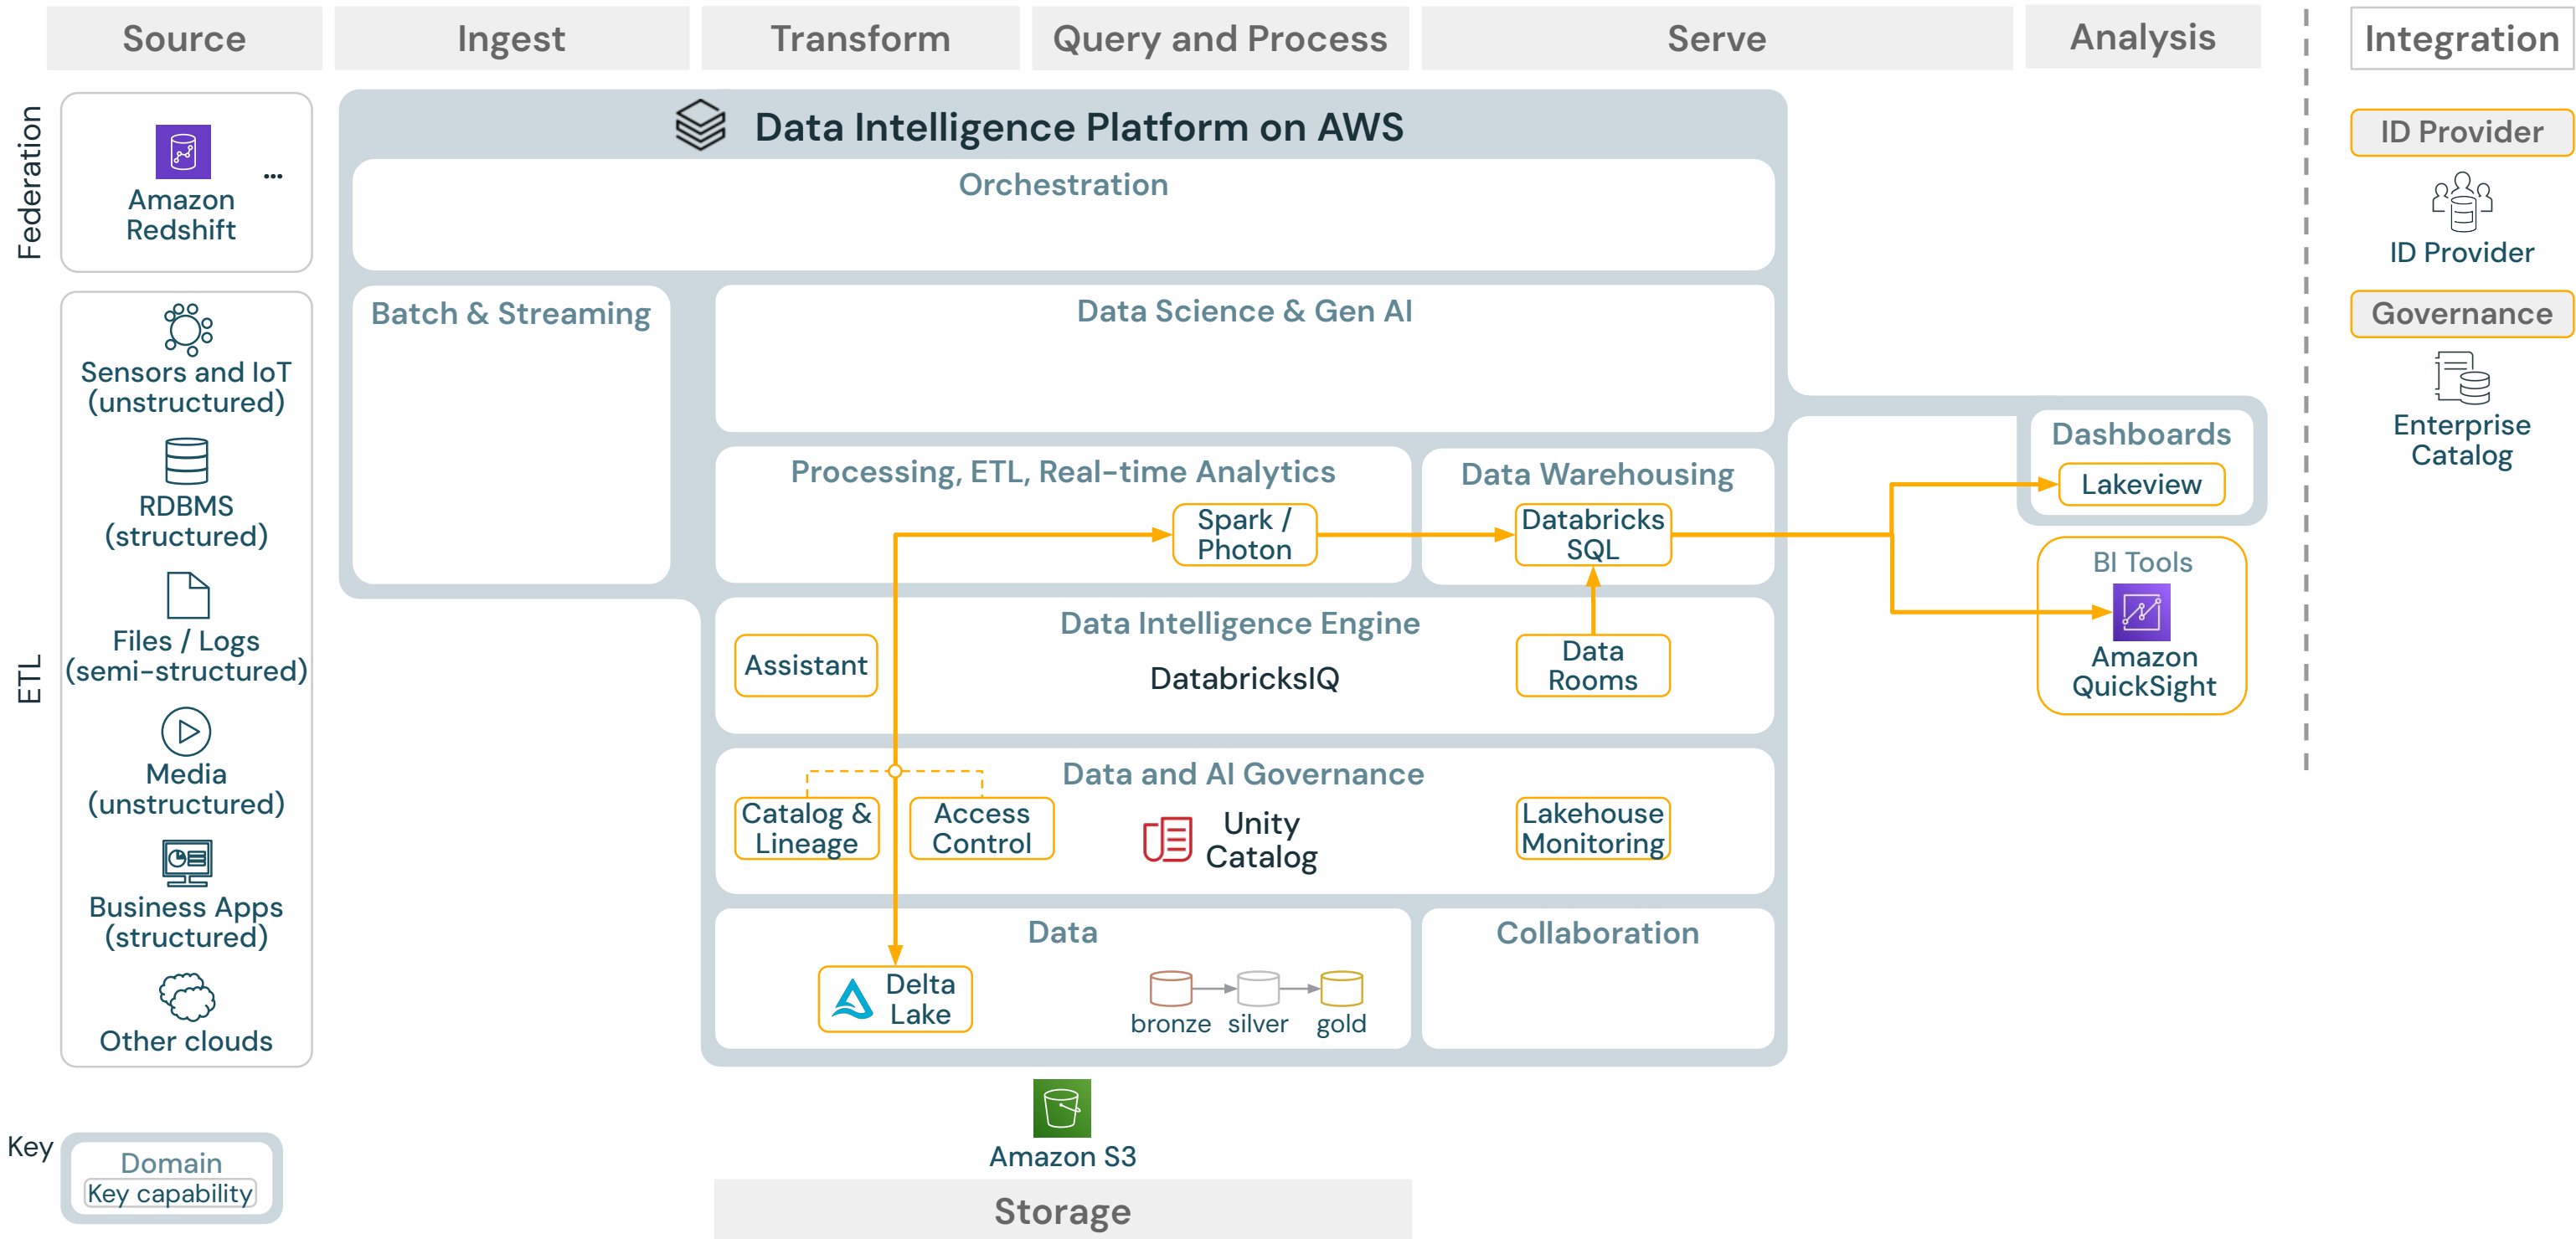 Source
Ingest
Transform
Query and Process
Serve
Analysis
Integration
Federation
Amazon
Redshift
...
ETL
Sensors and IoT
(unstructured)
RDBMS
(structured)
Files / Logs
(semi-structured)
Media
(unstructured)
Business Apps
(structured)
Other clouds
Data Intelligence Platform on AWS
Orchestration
Batch & Streaming
Data Science & Gen AI
Processing, ETL, Real-time Analytics
Spark /
Photon
Data Warehousing
Databricks
SQL
Data Intelligence Engine
Assistant
DatabricksIQ
Data
Rooms
Data and AI Governance
Catalog &
Lineage
Access
Control
Unity
Catalog
Lakehouse
Monitoring
Data
Delta
Lake
bronze
silver
gold
Collaboration
Dashboards
Lakeview
BI Tools
Amazon
QuickSight
ID Provider
ID Provider
Governance
Enterprise
Catalog
Amazon S3
Storage
Key
Domain
Key capability